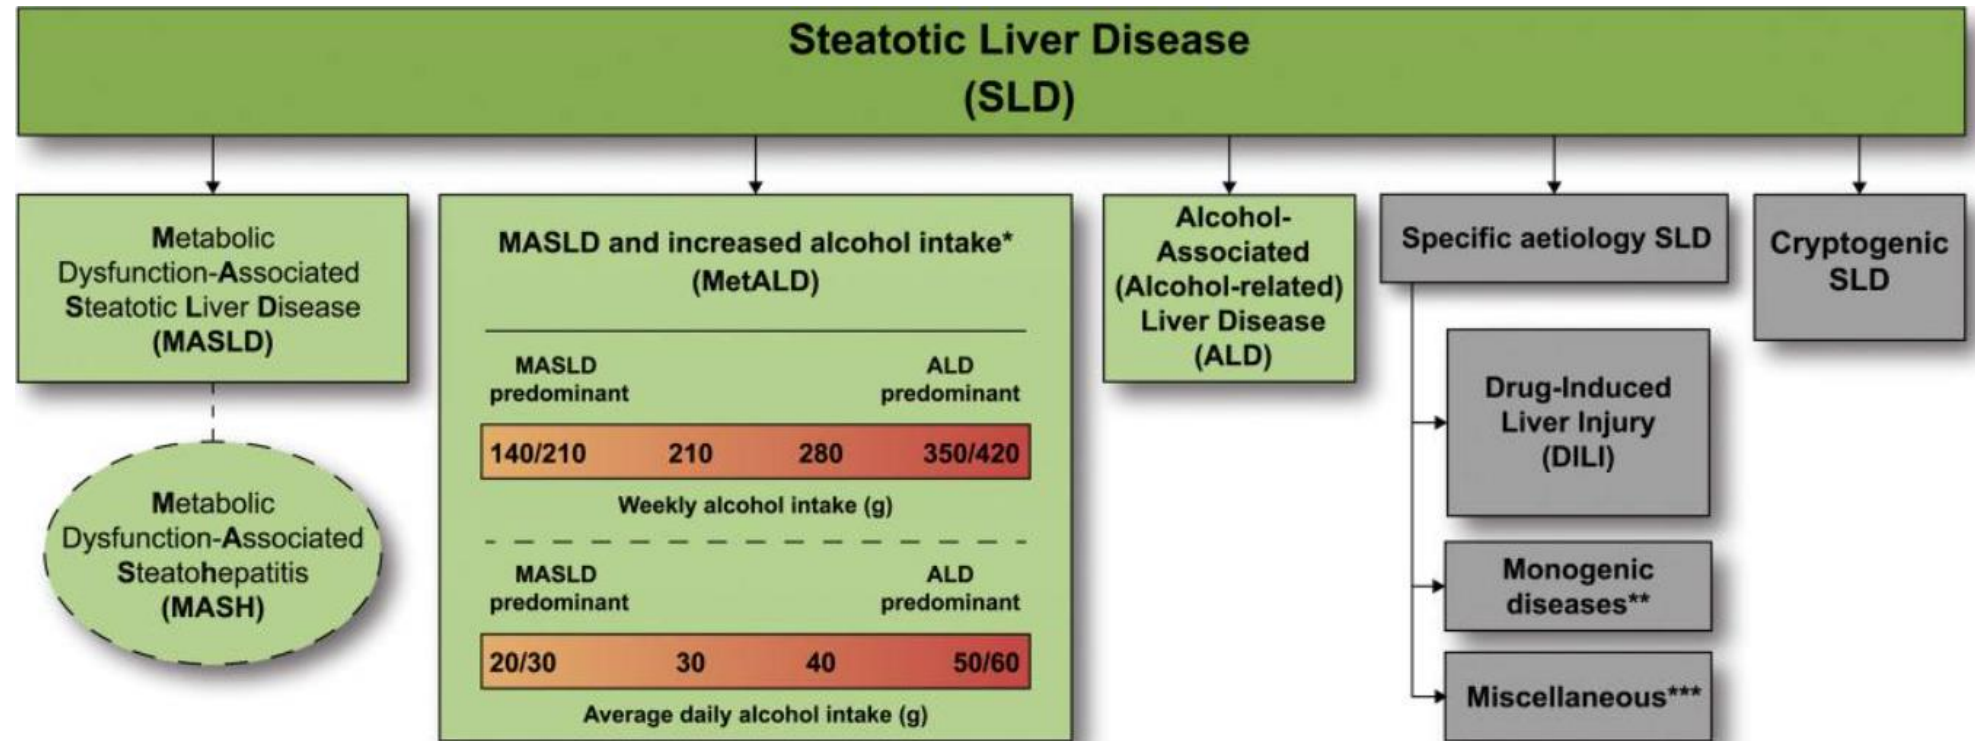 Steatotic Liver Disease
(SLD)
Metabolic
Dysfunction-Associated
Steatotic Liver Disease
(MASLD)
Metabolic
Dysfunction-Associated
Steatohepatitis
(MASH)
MASLD and increased alcohol intake*
(MetALD)
MASLD
predominant
ALD
predominant
140/210 210 280 350/420
Weekly alcohol intake (g)
MASLD
predominant
ALD
predominant
20/30 30 40 50/60
Average daily alcohol intake (g)
Alcohol-
Associated
(Alcohol-related)
Liver Disease
(ALD)
Specific aetiology SLD
Drug-Induced
Liver Injury
(DILI)
Monogenic
diseases**
Miscellaneous***
Cryptogenic
SLD